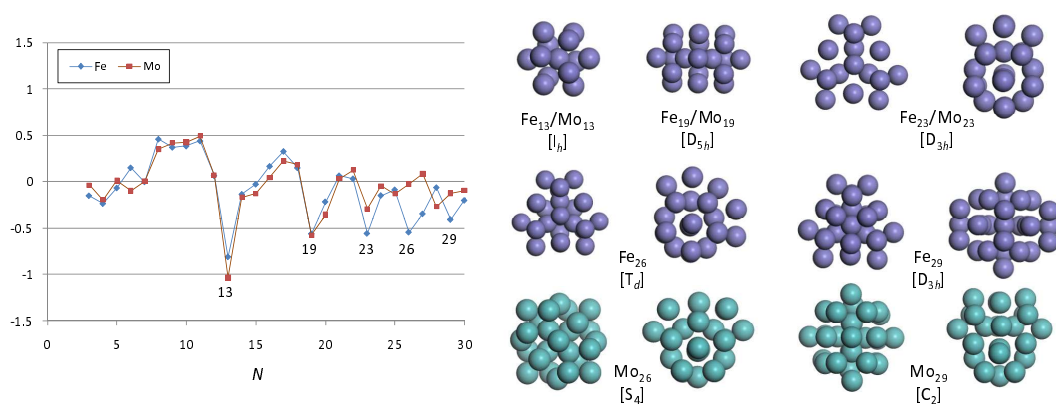 1.5
1
0.5
0
-0.5
-1
-1.5
Fe Mo
13
19
23
26
29
0 5 10 15 20 25 30
N
Fe13/Mo13
[Ih]
Fe19/Mo19
[D5h]
Fe23/Mo23
[D3h]
Fe26
[Td]
Fe29
[D3h]
Mo26
[S4]
Mo29
[C2]